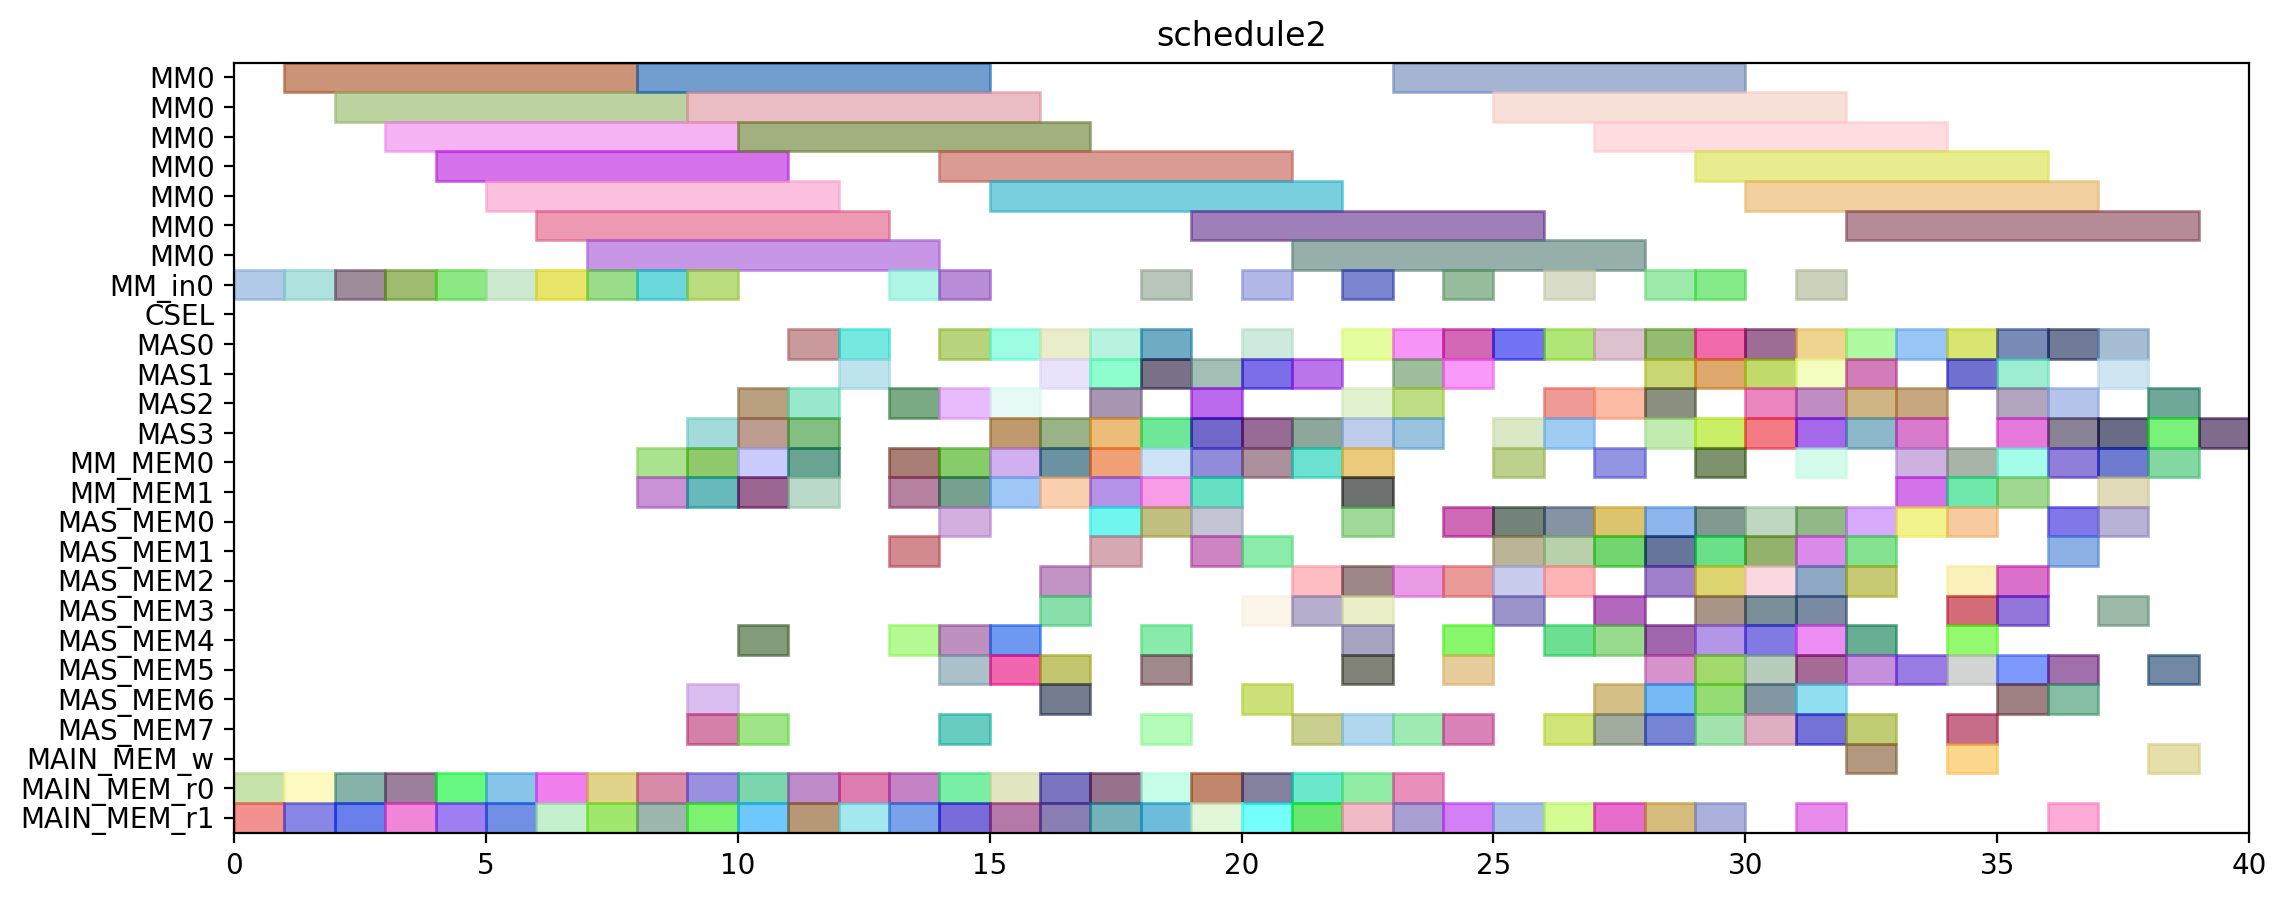 schedule2
MM0
MM0
MM0
MM0
MM0
MM0
MM0
MM_in0
CSEL
MAS0
MAS1
MAS2
MAS3
MM_MEM0
MM_MEM1
MAS_MEM0
MAS_MEM1
MAS_MEM2
MAS_MEM3
MAS_MEM4
MAS_MEM5
MAS_MEM6
MAS_MEM7
MAIN_MEM_w
MAIN_MEM_r0
MAIN_MEM_r1
0 5 10 15 20 25 30 35 40